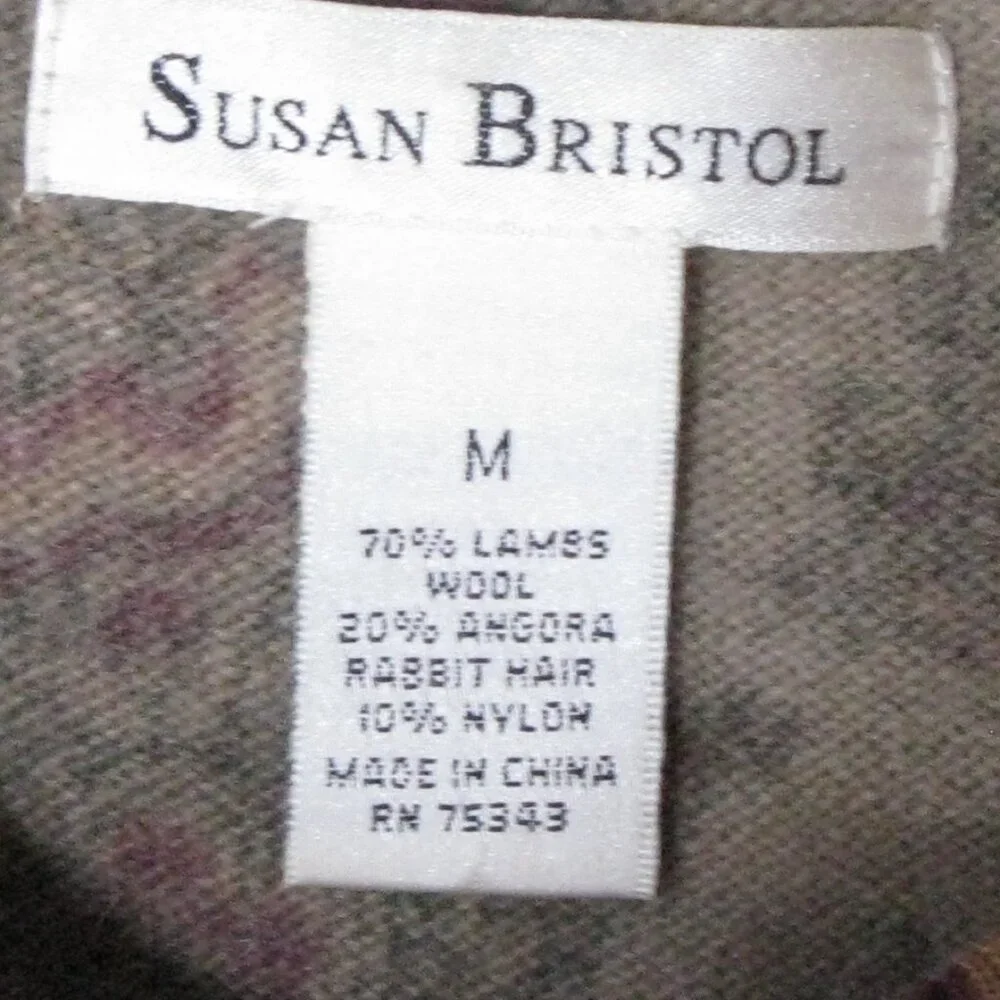 SUSAN BRISTOL
M
70% LAMBS
WOOL
20% ANGORA
RABBIT HAIR
10% NYLON
MADE IN CHINA
RN 75343